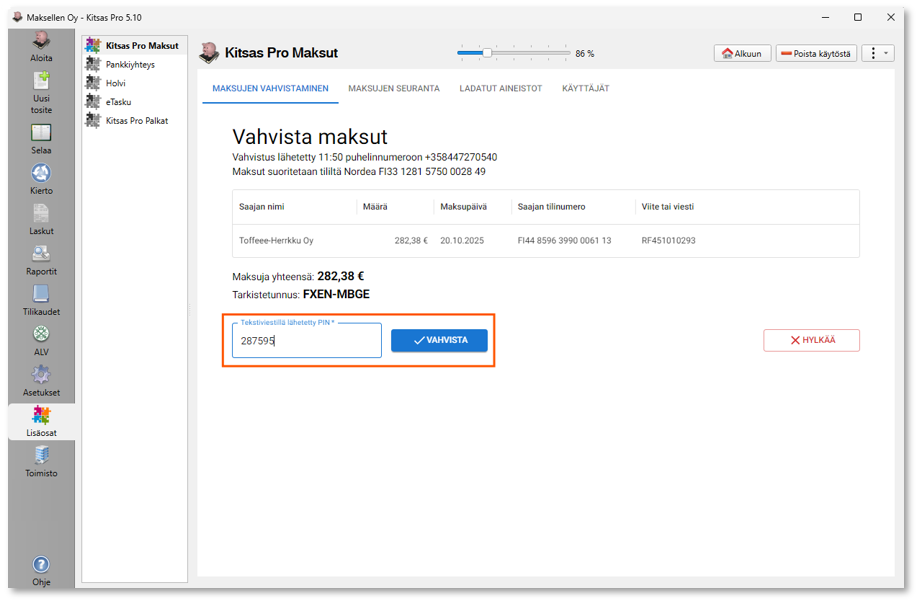 Maksellen Oy - Kitsas Pro 5.10
Aloita
Uusi
tosite
Selaa
Kierto
Laskut
Raportit
Tilikaudet
ALV
Asetukset
Lisäosat
Toimisto
Ohje
Kitsas Pro Maksut
Pankkiyhteys
Holvi
eTasku
Kitsas Pro Palkat
Kitsas Pro Maksut
86 %
Alkuun
Poista käytöstä
MAKSUJEN VAHVISTAMINEN MAKSUJEN SEURANTA LADATUT AINEISTOT KÄYTTÄJÄT
Vahvista maksut
Vahvistus lähetetty 11:50 puhelinnumeroon +358447270540
Maksut suoritetaan tililtä Nordea FI33 1281 5750 0028 49
Saajan nimi Määrä Maksupäivä Saajan tilinumero Viite tai viesti
Toffeee-Herrkku Oy 282,38 € 20.10.2025 FI44 8596 3990 0061 13 RF451010293
Maksuja yhteensä: 282,38 €
Tarkistetunnus: FXEN-MBGE
Tekstiviestillä lähetetty PIN *
287595 VAHVISTA HYLKÄÄ